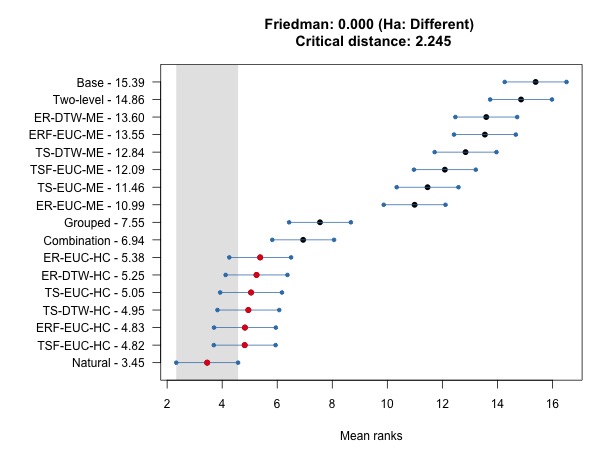 Friedman: 0.000 (Ha: Different)
Critical distance: 2.245
Base - 15.39
Two-level - 14.86
ER-DTW-ME - 13.60
ERF-EUC-ME - 13.55
TS-DTW-ME - 12.84
TSF-EUC-ME - 12.09
TS-EUC-ME - 11.46
ER-EUC-ME - 10.99
Grouped - 7.55
Combination - 6.94
ER-EUC-HC - 5.38
ER-DTW-HC - 5.25
TS-EUC-HC - 5.05
TS-DTW-HC - 4.95
ERF-EUC-HC - 4.83
TSF-EUC-HC - 4.82
Natural - 3.45
2 4 6 8 10 12 14 16
Mean ranks